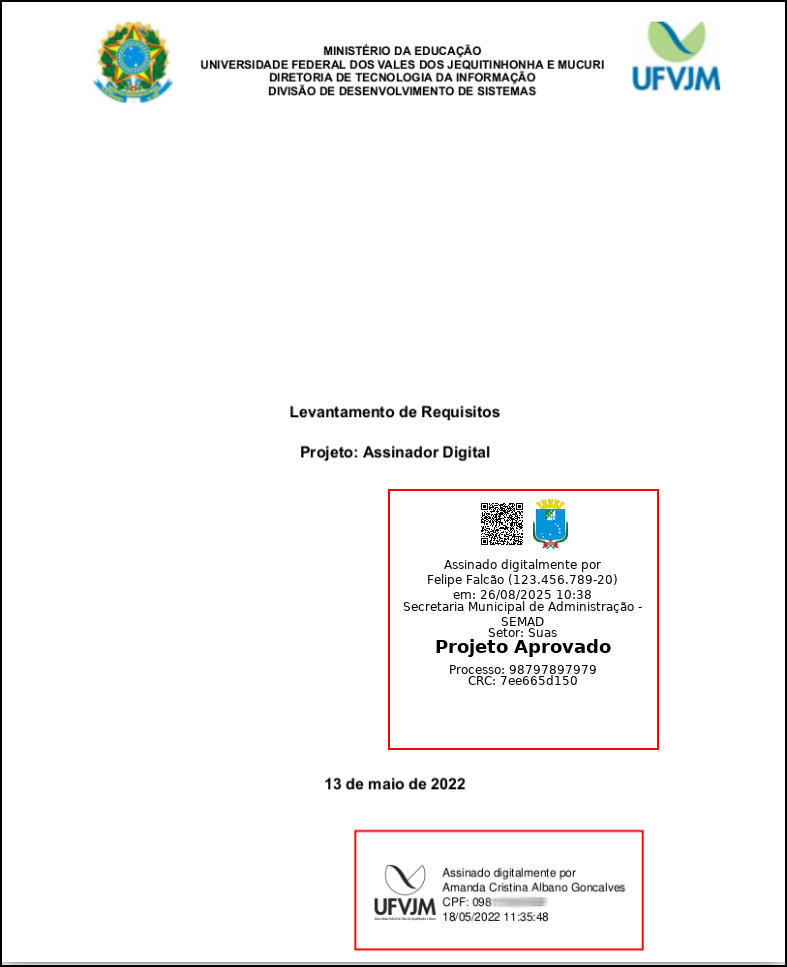 MINISTÉRIO DA EDUCAÇÃO
UNIVERSIDADE FEDERAL DOS VALES DOS JEQUITINHONHA E MUCURI
DIRETORIA DE TECNOLOGIA DA INFORMAÇÃO
DIVISÃO DE DESENVOLVIMENTO DE SISTEMAS
UFVJM
Levantamento de Requisitos
Projeto: Assinador Digital
Assinado digitalmente por
Felipe Falcão (123.456.789-20)
em: 26/08/2025 10:38
Secretaria Municipal de Administração -
SEMAD
Setor: Suas
Projeto Aprovado
Processo: 98797897979
CRC: 7ee665d150
13 de maio de 2022
UFVJM
Assinado digitalmente por
Amanda Cristina Albano Goncalves
CPF: 098
18/05/2022 11:35:48